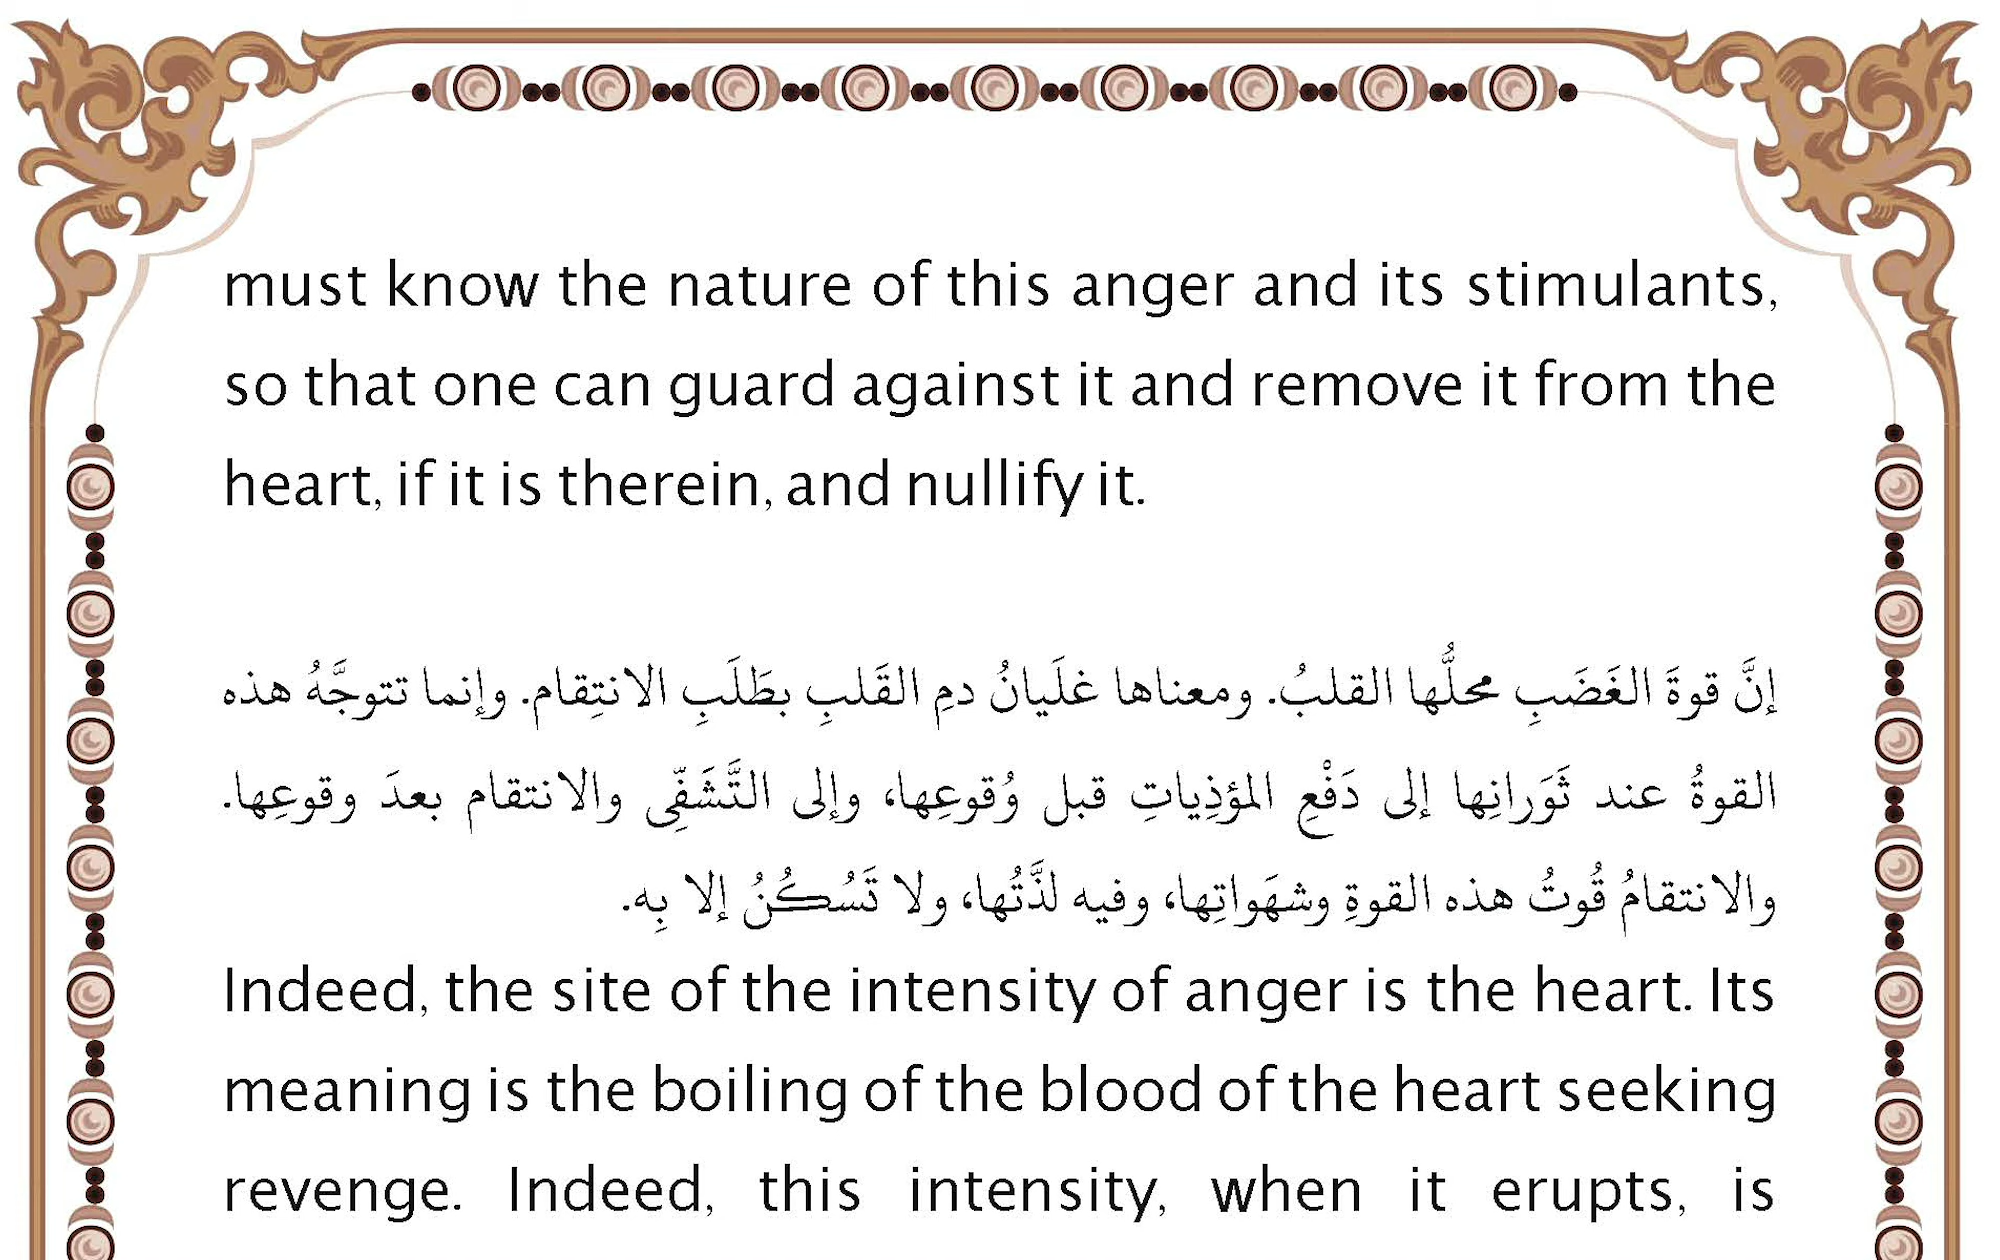 must know the nature of this anger and its stimulants,
so that one can guard against it and remove it from the
heart, if it is therein, and nullify it.
إنَّ قوةَ الغَضَبِ محلُّها القلبُ. ومعناها غلَيانُ دمِ القَلبِ بطَلَبِ الانتِقام. وإنما تتوجَّهُ هذه
القوةُ عند ثَوَرانِها إلى دَفْعِ المؤذِياتِ قبل وُقوعِها، وإلى التَّشَفِّى والانتقام بعدَ وقوعِها.
والانتقامُ قُوتُ هذه القوةِ وشهَواتِها، وفيه لذَّتُها، ولا تَسُكُنُ إلا بِه.
Indeed, the site of the intensity of anger is the heart. Its
meaning is the boiling of the blood of the heart seeking
revenge. Indeed, this intensity, when it erupts, is